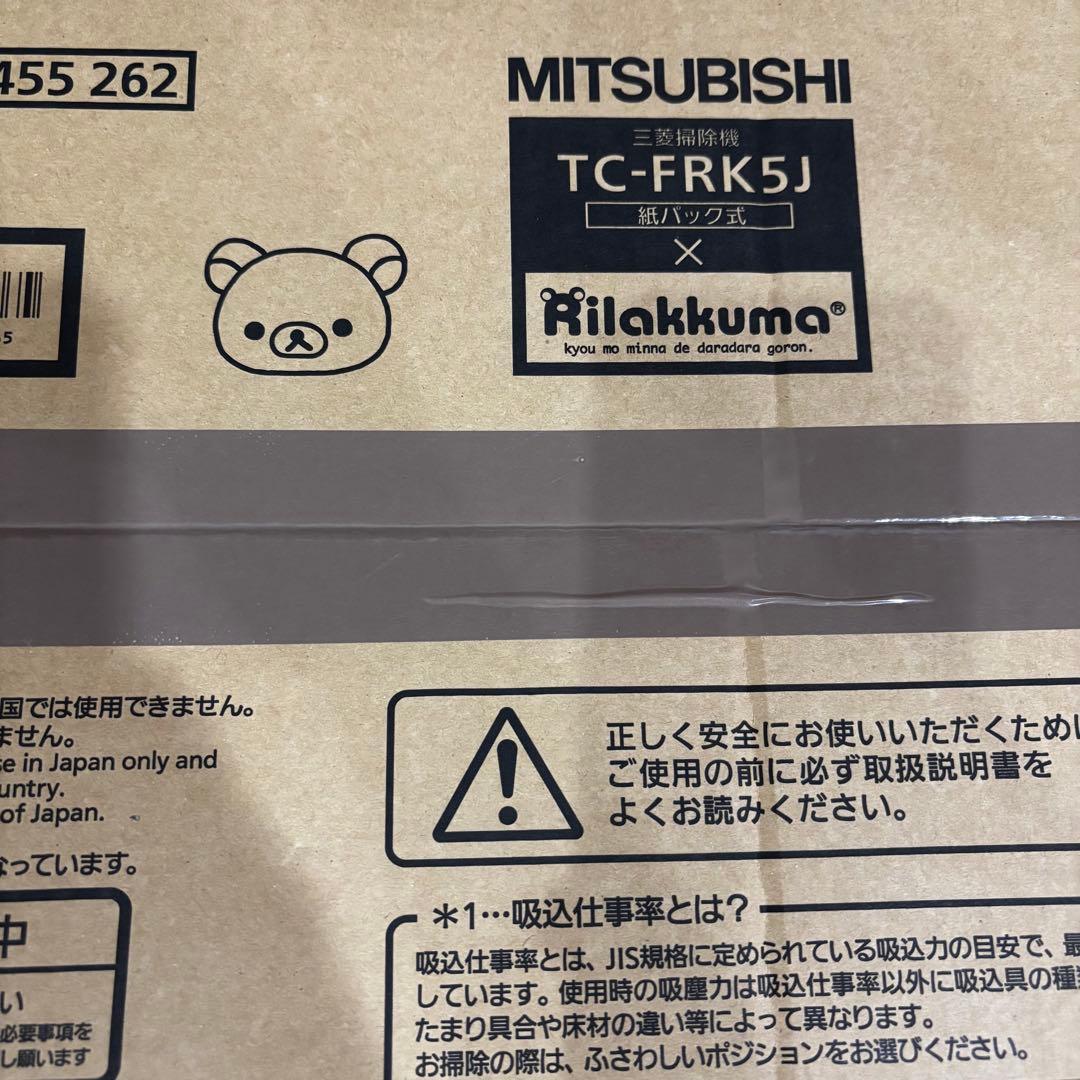 455 262
MITSUBISHI
三菱掃除機
TC-FRK5J
紙パック式
×
Rilakkuma®
kyou mo minna de daradara goron.
5
国では使用できません。
ません。
se in Japan only and
untry.
of Japan.
なっています。
正しく安全にお使いいただくために
ご使用の前に必ず取扱説明書を
よくお読みください。
中
い
必要事項を
し願います
＊1…吸込仕事率とは?
吸込仕事率とは、JIS規格に定められている吸込力の目安で、最
しています。使用時の吸塵力は吸込仕事率以外に吸込具の種類
たまり具合や床材の違い等によって異なります。
お掃除の際は、ふさわしいポジションをお選びください。